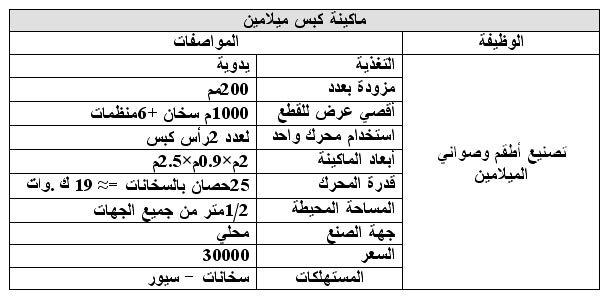 ماكينة كبس ميلامين
الوظيفة المواصفات
تصنيع أطقم وصواني
الميلامين
التغذية يدوية
مزودة بعدد 200مم
أقصي عرض للقطع 1000م سخان +6منظمات
استخدام محرك واحد لعدد 2رأس كبس
أبعاد الماكينة 2م×0.9م×2.5م
قدرة المحرك 25حصان بالسخانات =≈ 19 ك .وات
المساحة المحيطة 1/2متر من جميع الجهات
جهة الصنع محلي
السعر 30000
المستهلكات سخانات – سيور